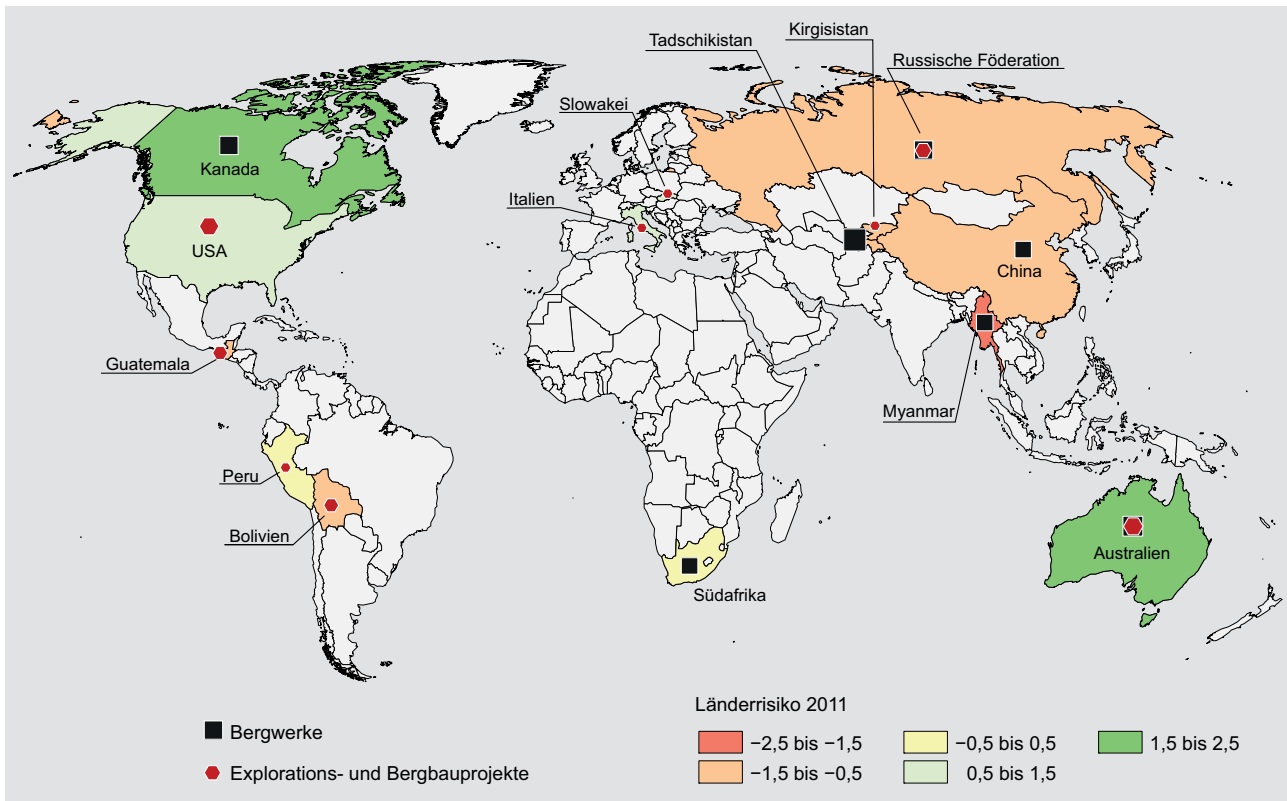 Kirgisistan
Tadschikistan
Russische Föderation
Slowakei
Kanada
Italien
USA
China
Guatemala
Myanmar
Peru
Bolivien
Australien
Südafrika
Länderrisiko 2011
Bergwerke
Explorations- und Bergbauprojekte
−2,5 bis −1,5
−1,5 bis −0,5
−0,5 bis 0,5
0,5 bis 1,5
1,5 bis 2,5